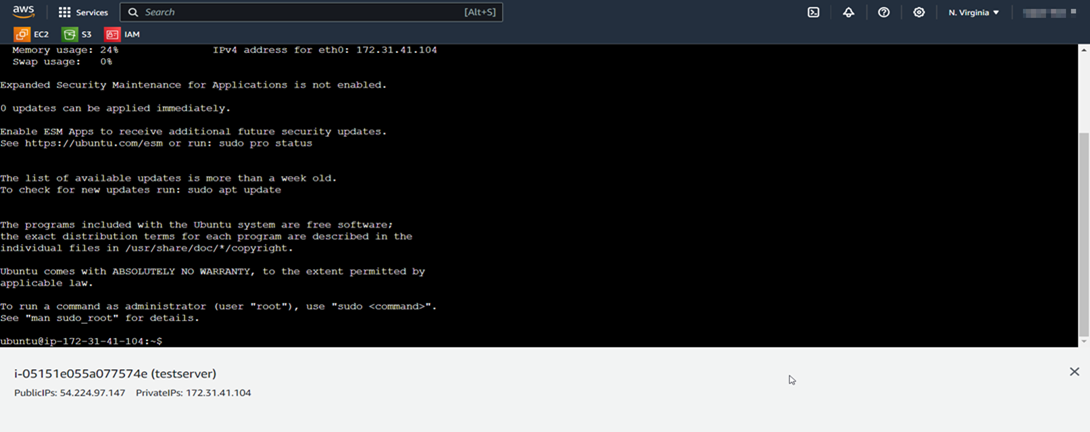 aws Services Search [Alt+S] N. Virginia
EC2 S3 IAM
Memory usage: 24% IPv4 address for eth0: 172.31.41.104
Swap usage: 0%
Expanded Security Maintenance for Applications is not enabled.
0 updates can be applied immediately.
Enable ESM Apps to receive additional future security updates.
See https://ubuntu.com/esm or run: sudo pro status
The list of available updates is more than a week old.
To check for new updates run: sudo apt update
The programs included with the Ubuntu system are free software;
the exact distribution terms for each program are described in the
individual files in /usr/share/doc/*/copyright.
Ubuntu comes with ABSOLUTELY NO WARRANTY, to the extent permitted by
applicable law.
To run a command as administrator (user "root"), use "sudo <command>".
See "man sudo_root" for details.
ubuntu@ip-172-31-41-104:~$
i-05151e055a077574e (testserver)
PublicIPs: 54.224.97.147 PrivateIPs: 172.31.41.104